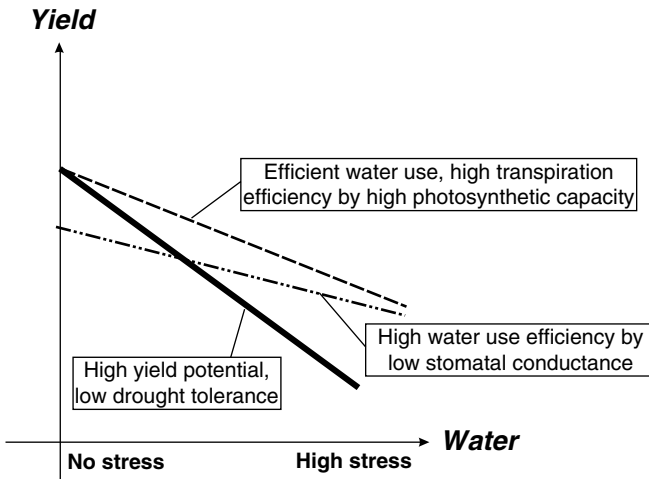 Yield
Efficient water use, high transpiration
efficiency by high photosynthetic capacity
High water use efficiency by
low stomatal conductance
High yield potential,
low drought tolerance
Water
No stress
High stress